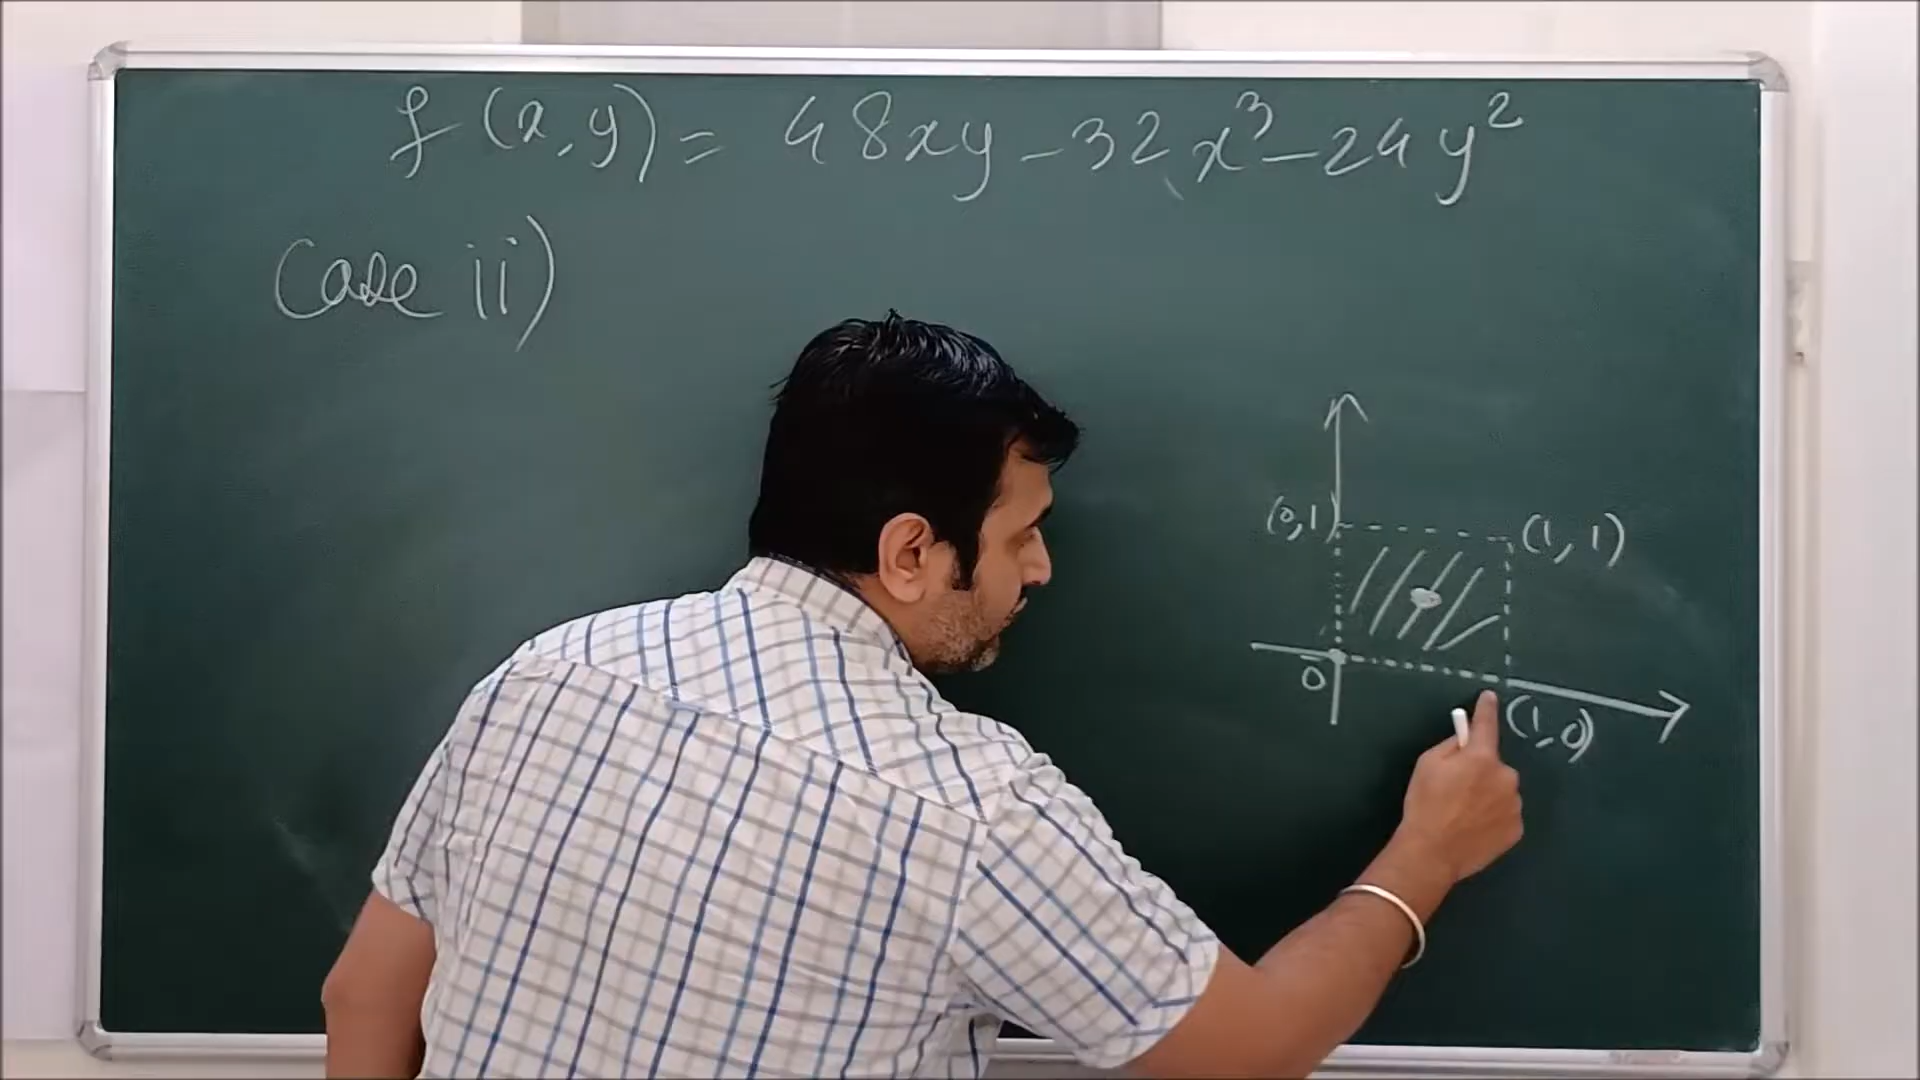 f(x,y) = 48xy - 32x³ - 24y²
Case ii)
(0,1)
(1,1)
0
(1,0)